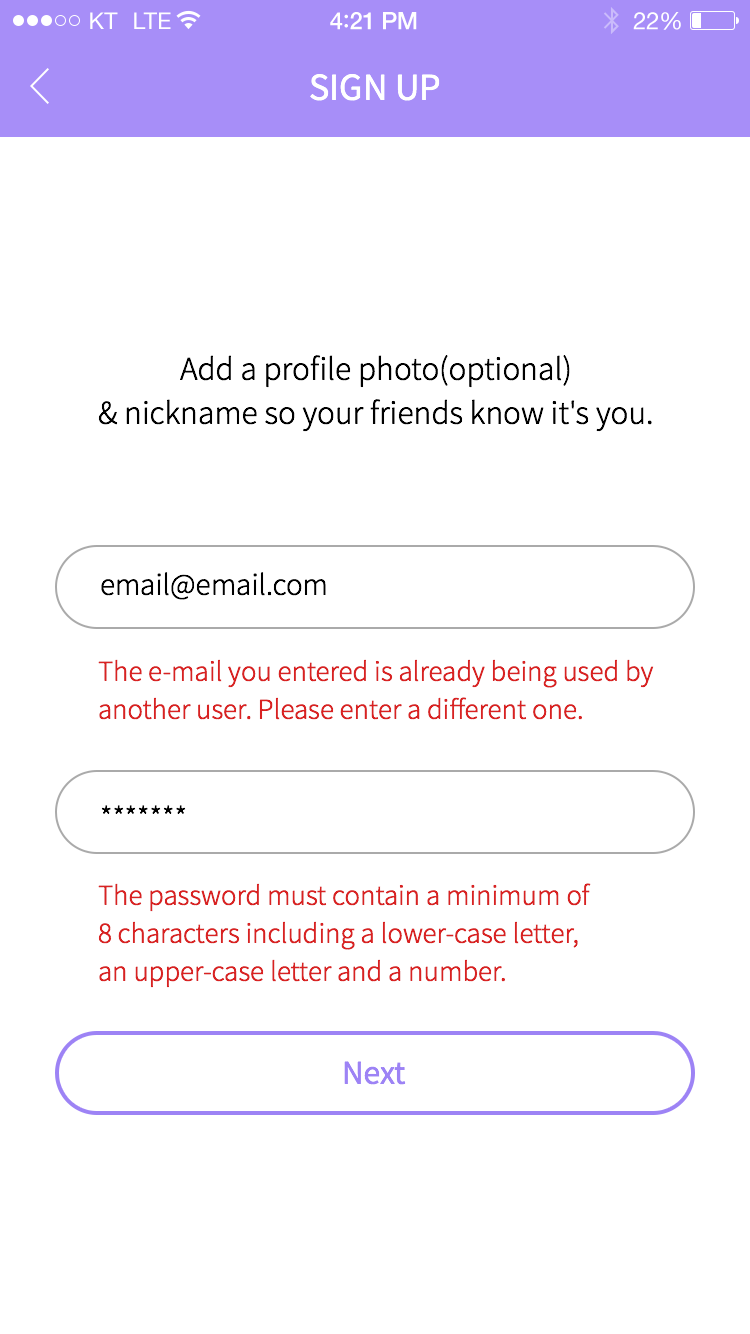 KT LTE 4:21 PM 22%
SIGN UP
Add a profile photo(optional)
& nickname so your friends know it's you.
email@email.com
The e-mail you entered is already being used by
another user. Please enter a different one.
*******
The password must contain a minimum of
8 characters including a lower-case letter,
an upper-case letter and a number.
Next